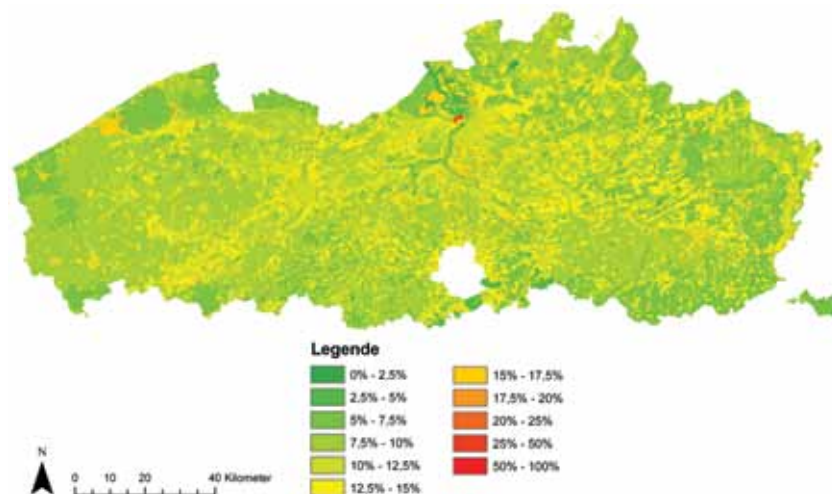 Legende
0% - 2,5%
2,5% - 5%
5% - 7,5%
7,5% - 10%
10% - 12,5%
12,5% - 15%
15% - 17,5%
17,5% - 20%
20% - 25%
25% - 50%
50% - 100%
N
0 10 20 40 Kilometer